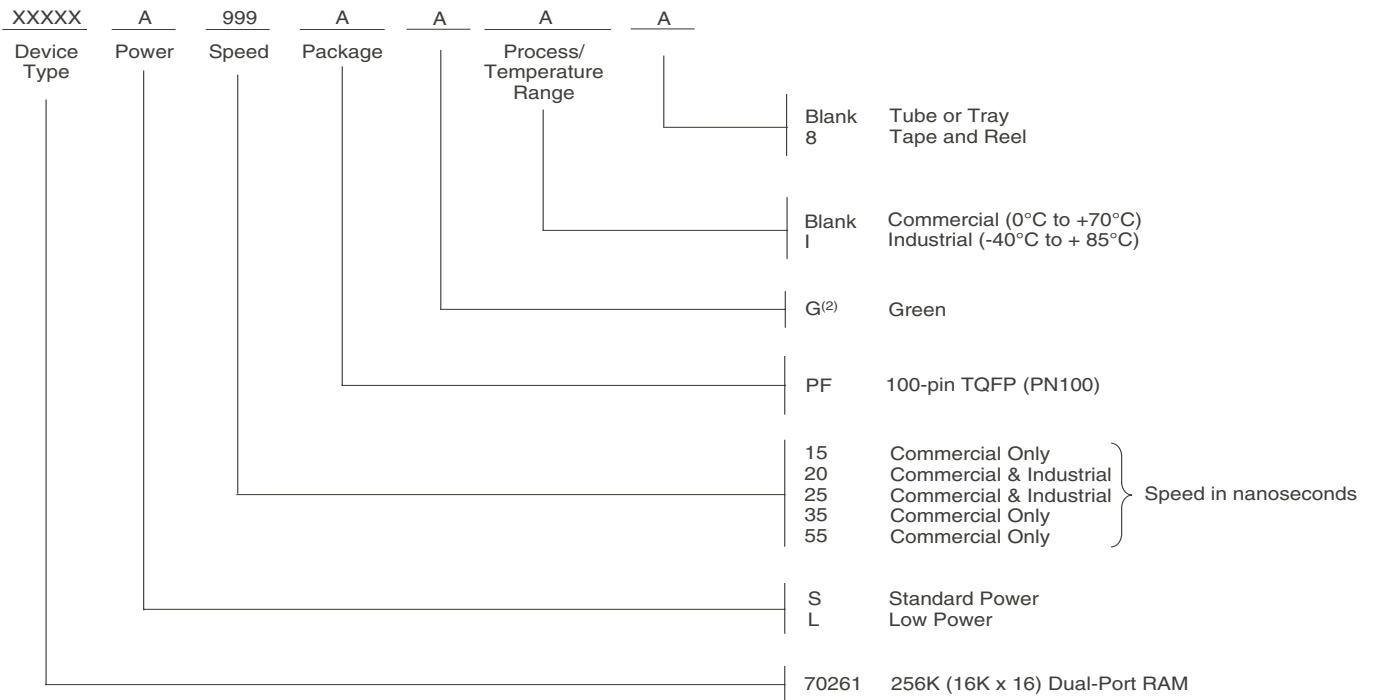 XXXXX A 999 A A A A
Device Type Power Speed Package Process/ Temperature Range
Blank Tube or Tray
8 Tape and Reel
Blank Commercial (0°C to +70°C)
I Industrial (-40°C to + 85°C)
G(2) Green
PF 100-pin TQFP (PN100)
15 Commercial Only
20 Commercial & Industrial
25 Commercial & Industrial
35 Commercial Only
55 Commercial Only
Speed in nanoseconds
S Standard Power
L Low Power
70261 256K (16K x 16) Dual-Port RAM